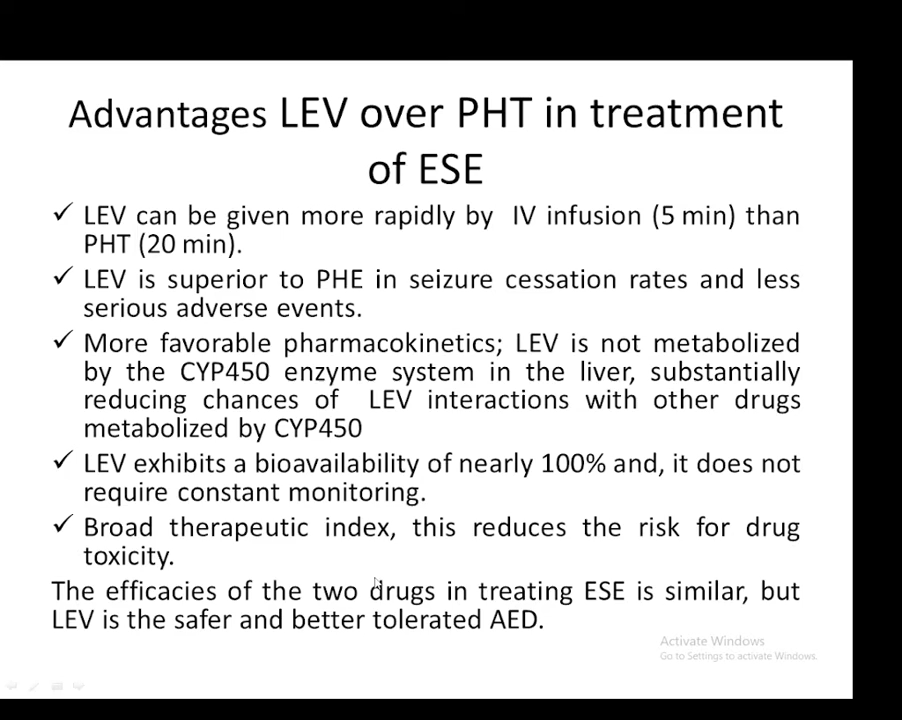 Advantages LEV over PHT in treatment
of ESE
✓ LEV can be given more rapidly by IV infusion (5 min) than
PHT (20 min).
✓ LEV is superior to PHE in seizure cessation rates and less
serious adverse events.
✓ More favorable pharmacokinetics; LEV is not metabolized
by the CYP450 enzyme system in the liver, substantially
reducing chances of LEV interactions with other drugs
metabolized by CYP450
✓ LEV exhibits a bioavailability of nearly 100% and, it does not
require constant monitoring.
✓ Broad therapeutic index, this reduces the risk for drug
toxicity.
The efficacies of the two drugs in treating ESE is similar, but
LEV is the safer and better tolerated AED.
Activate Windows
Go to Settings to activate Windows.